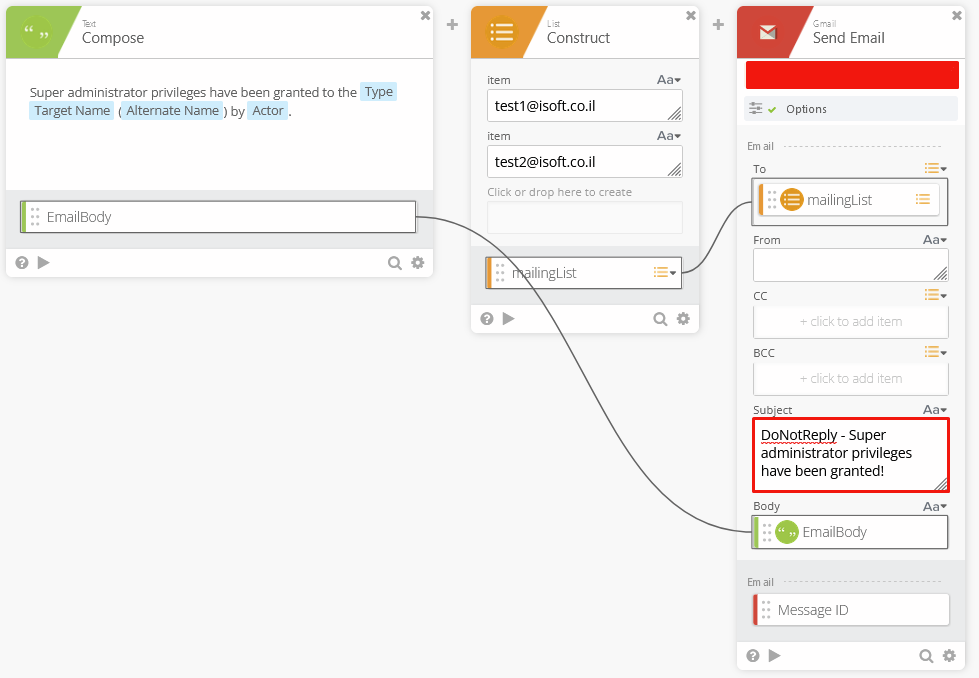 Text
Compose
Super administrator privileges have been granted to the Type
Target Name ( Alternate Name ) by Actor .
EmailBody
List
Construct
item
Aa
test1@isoft.co.il
item
Aa
test2@isoft.co.il
Click or drop here to create
mailingList
Gmail
Send Email
Options
Email
To
mailingList
From
Aa
CC
+ click to add item
BCC
+ click to add item
Subject
Aa
DoNotReply - Super
administrator privileges
have been granted!
Body
Aa
EmailBody
Email
Message ID